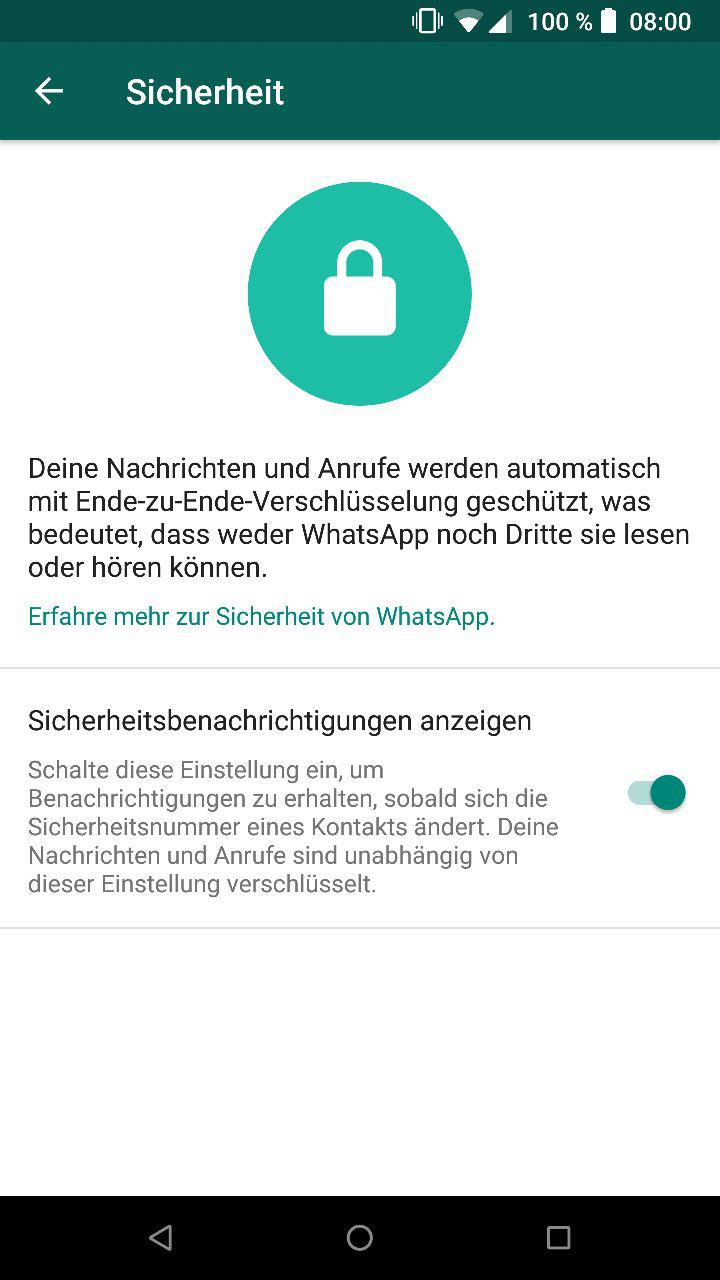 100 % 08:00
Sicherheit
Deine Nachrichten und Anrufe werden automatisch
mit Ende-zu-Ende-Verschlüsselung geschützt, was
bedeutet, dass weder WhatsApp noch Dritte sie lesen
oder hören können.
Erfahre mehr zur Sicherheit von WhatsApp.
Sicherheitsbenachrichtigungen anzeigen
Schalte diese Einstellung ein, um
Benachrichtigungen zu erhalten, sobald sich die
Sicherheitsnummer eines Kontakts ändert. Deine
Nachrichten und Anrufe sind unabhängig von
dieser Einstellung verschlüsselt.